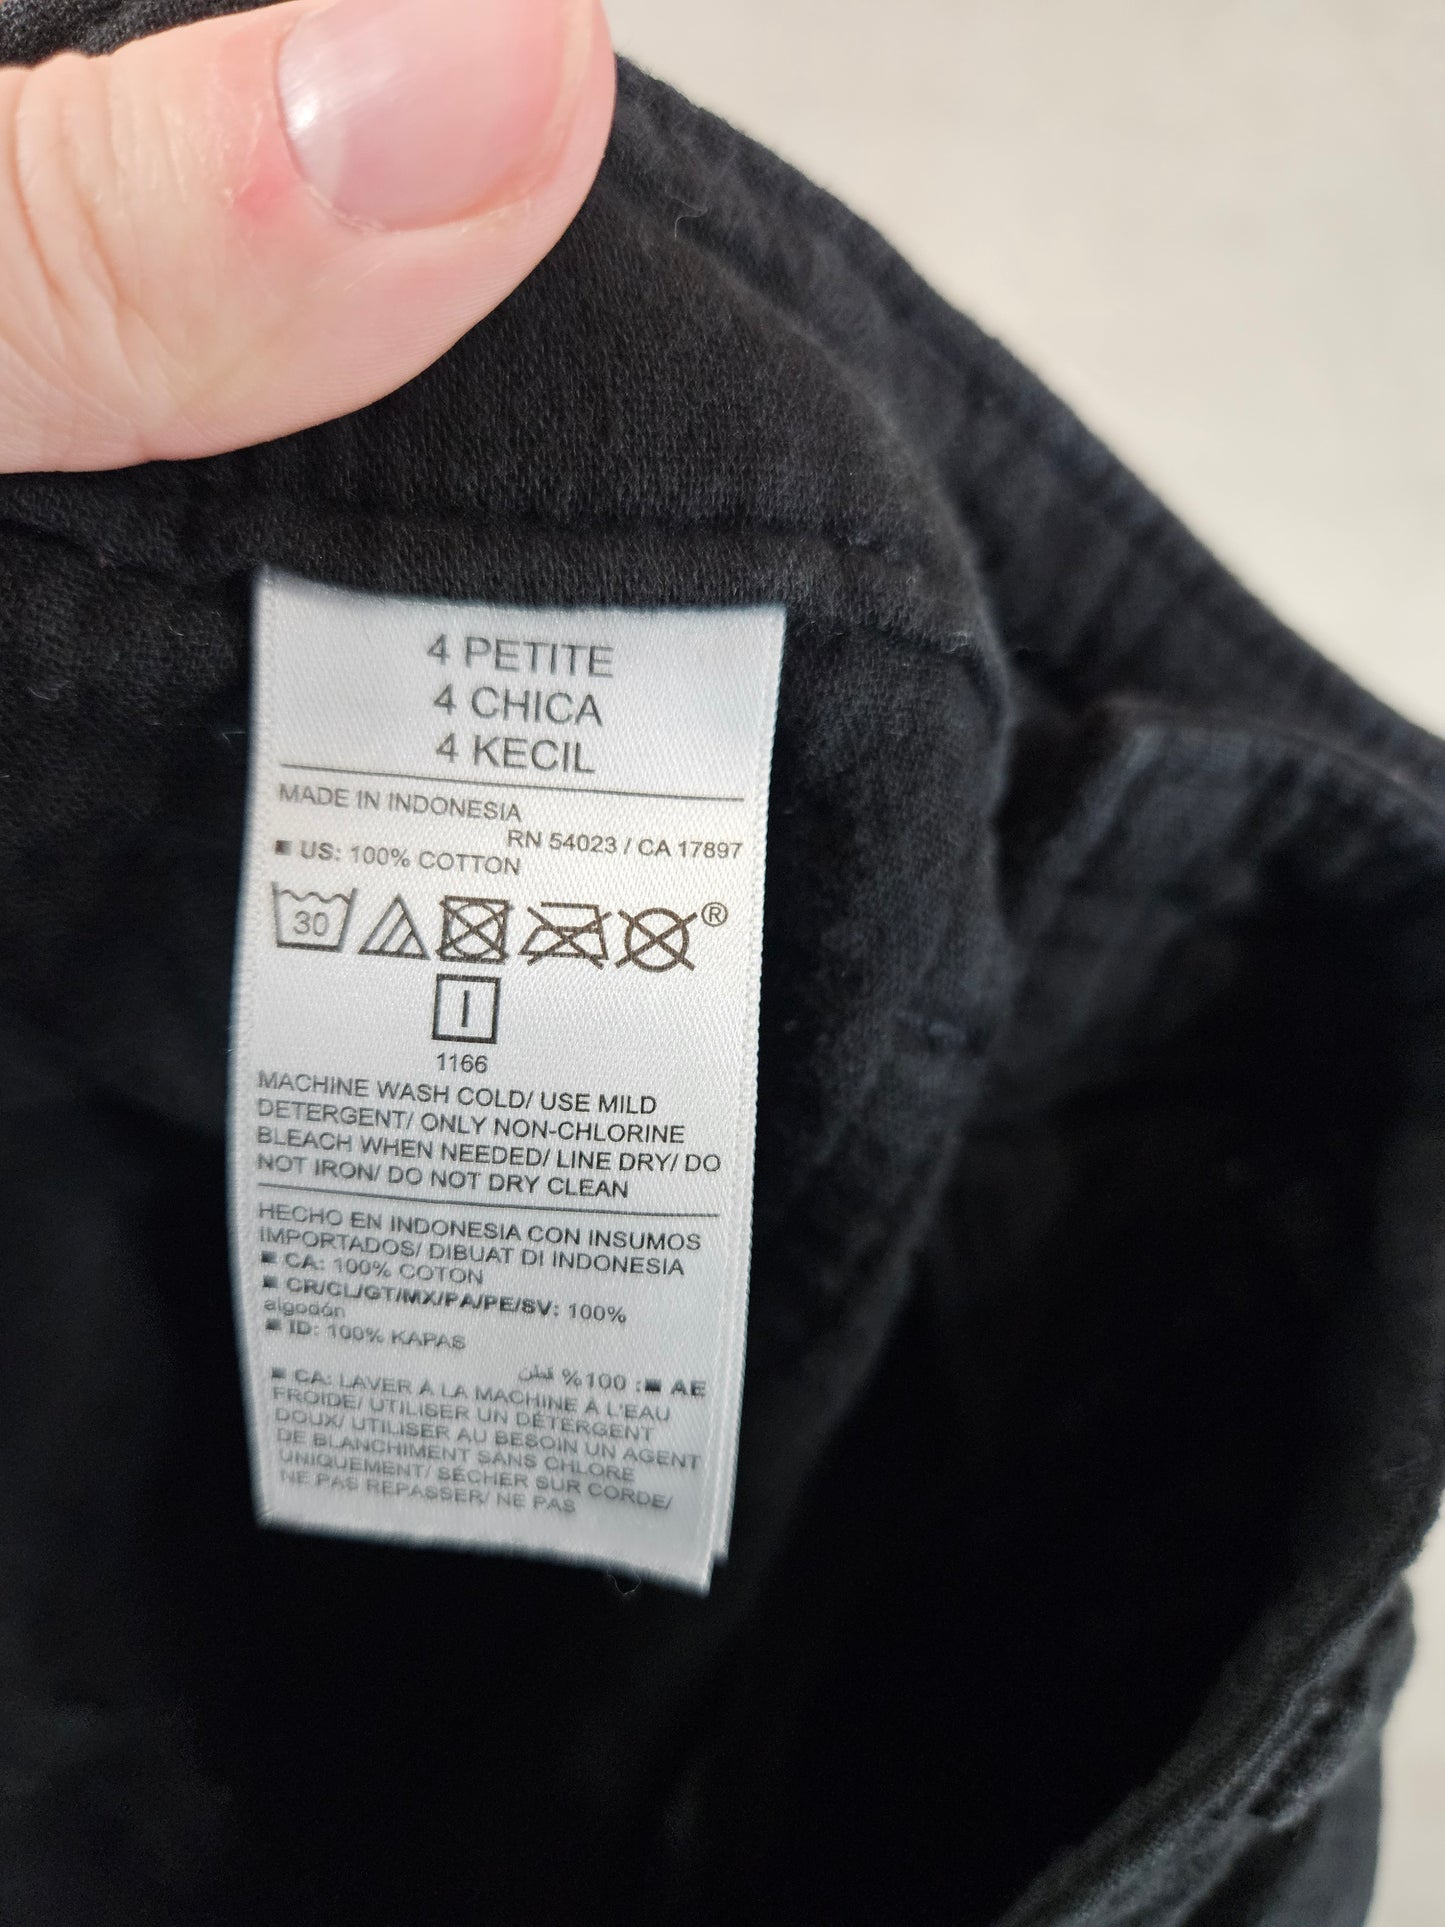 4 PETITE
4 CHICA
4 KECIL
MADE IN INDONESIA
RN 54023 / CA 17897
■ US: 100% COTTON
30 ®
I
1166
MACHINE WASH COLD/ USE MILD
DETERGENT/ ONLY NON-CHLORINE
BLEACH WHEN NEEDED/ LINE DRY/ DO
NOT IRON/ DO NOT DRY CLEAN
HECHO EN INDONESIA CON INSUMOS
IMPORTADOS/ DIBUAT DI INDONESIA
■ CA: 100% COTON
■ CR/CL/GT/MX/PA/PE/SV: 100%
algodón
■ ID: 100% KAPAS
■ AE: 100% قطن
■ CA: LAVER À LA MACHINE À L'EAU
FROIDE/ UTILISER UN DÉTERGENT
DOUX/ UTILISER AU BESOIN UN AGENT
DE BLANCHIMENT SANS CHLORE
UNIQUEMENT/ SÉCHER SUR CORDE/
NE PAS REPASSER/ NE PAS